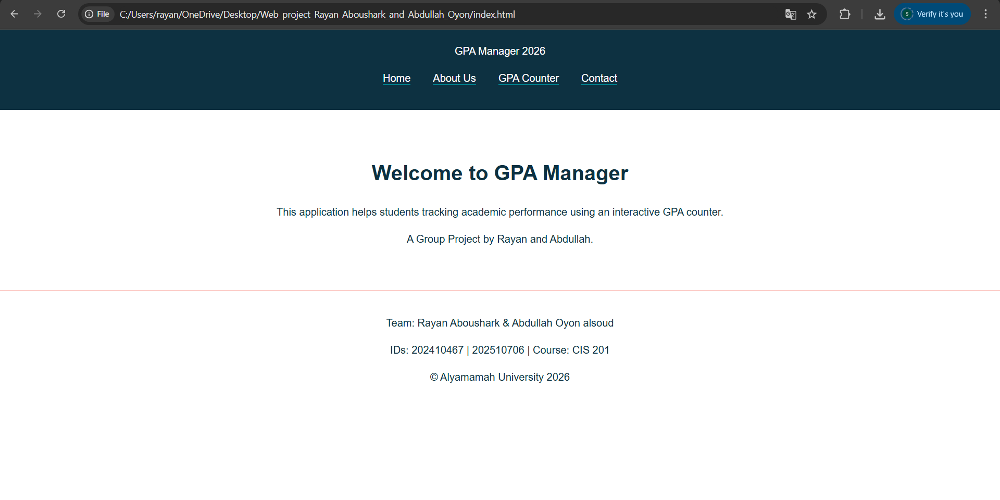 File C:/Users/rayan/OneDrive/Desktop/Web_project_Rayan_Aboushark_and_Abdullah_Oyon/index.html S Verify it's you
GPA Manager 2026
Home About Us GPA Counter Contact
Welcome to GPA Manager
This application helps students tracking academic performance using an interactive GPA counter.
A Group Project by Rayan and Abdullah.
Team: Rayan Aboushark & Abdullah Oyon alsoud
IDs: 202410467 | 202510706 | Course: CIS 201
© Alyamamah University 2026